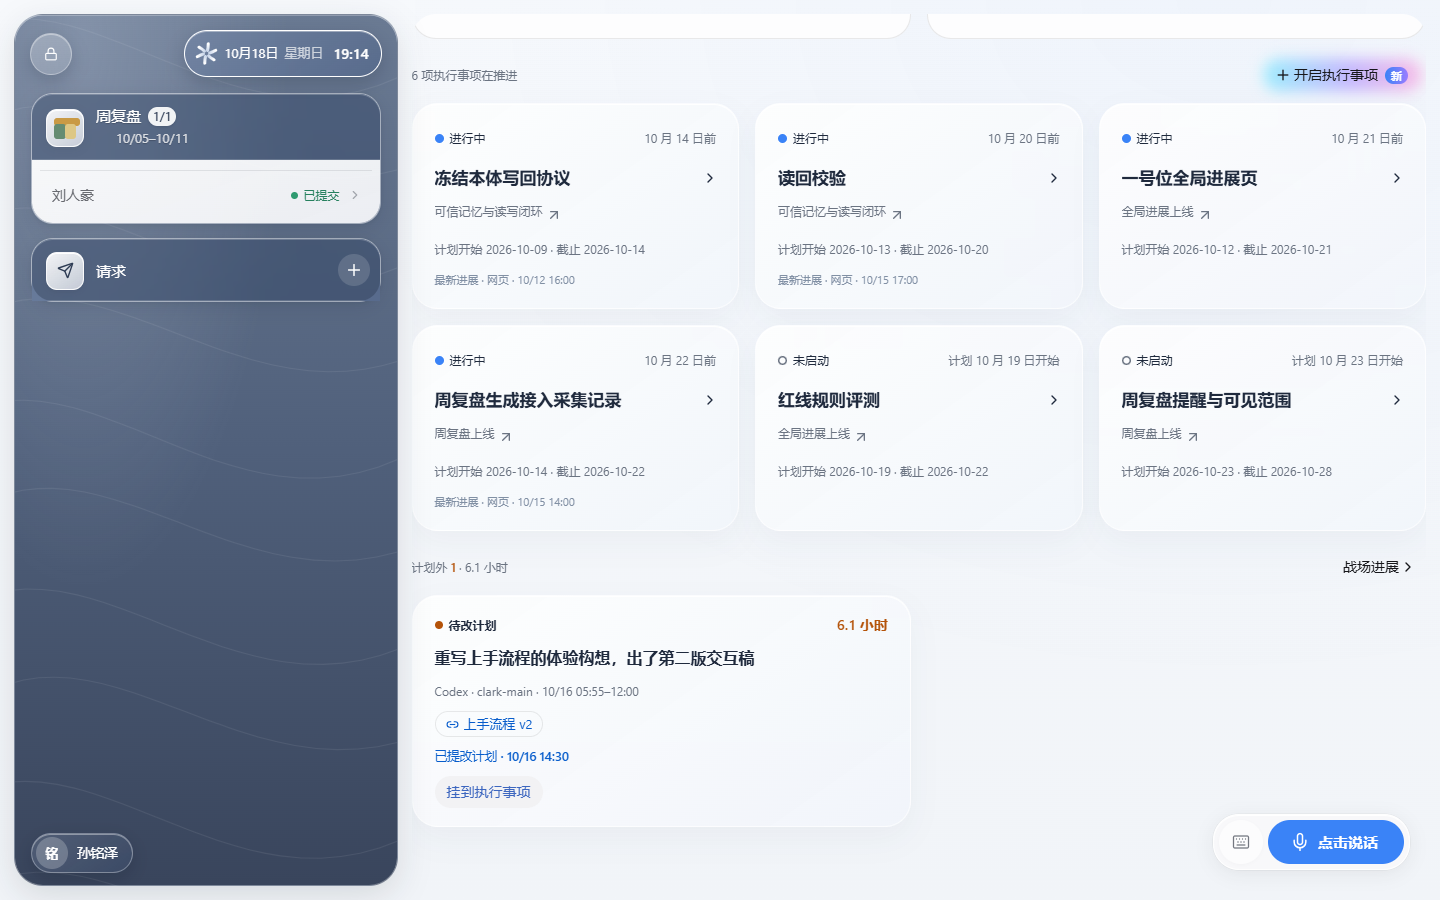 10月18日 星期日 19:14
周复盘 1/1
10/05–10/11
刘人豪 已提交
请求
铭 孙铭泽
6 项执行事项在推进
开启执行事项 新
进行中 10 月 14 日前
冻结本体写回协议
可信记忆与读写闭环
计划开始 2026-10-09 · 截止 2026-10-14
最新进展 · 网页 · 10/12 16:00
进行中 10 月 20 日前
读回校验
可信记忆与读写闭环
计划开始 2026-10-13 · 截止 2026-10-20
最新进展 · 网页 · 10/15 17:00
进行中 10 月 21 日前
一号位全局进展页
全局进展上线
计划开始 2026-10-12 · 截止 2026-10-21
进行中 10 月 22 日前
周复盘生成接入采集记录
周复盘上线
计划开始 2026-10-14 · 截止 2026-10-22
最新进展 · 网页 · 10/15 14:00
未启动 计划 10 月 19 日开始
红线规则评测
全局进展上线
计划开始 2026-10-19 · 截止 2026-10-22
未启动 计划 10 月 23 日开始
周复盘提醒与可见范围
周复盘上线
计划开始 2026-10-23 · 截止 2026-10-28
计划外 1 · 6.1 小时
战场进展
待改计划 6.1 小时
重写上手流程的体验构想，出了第二版交互稿
Codex · clark-main · 10/16 05:55–12:00
上手流程 v2
已提改计划 · 10/16 14:30
挂到执行事项
点击说话